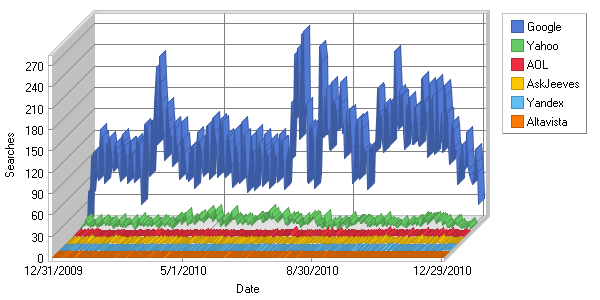 Google
Yahoo
AOL
AskJeeves
Yandex
Altavista
Searches
270
240
210
180
150
120
90
60
30
0
12/31/2009
5/1/2010
8/30/2010
12/29/2010
Date